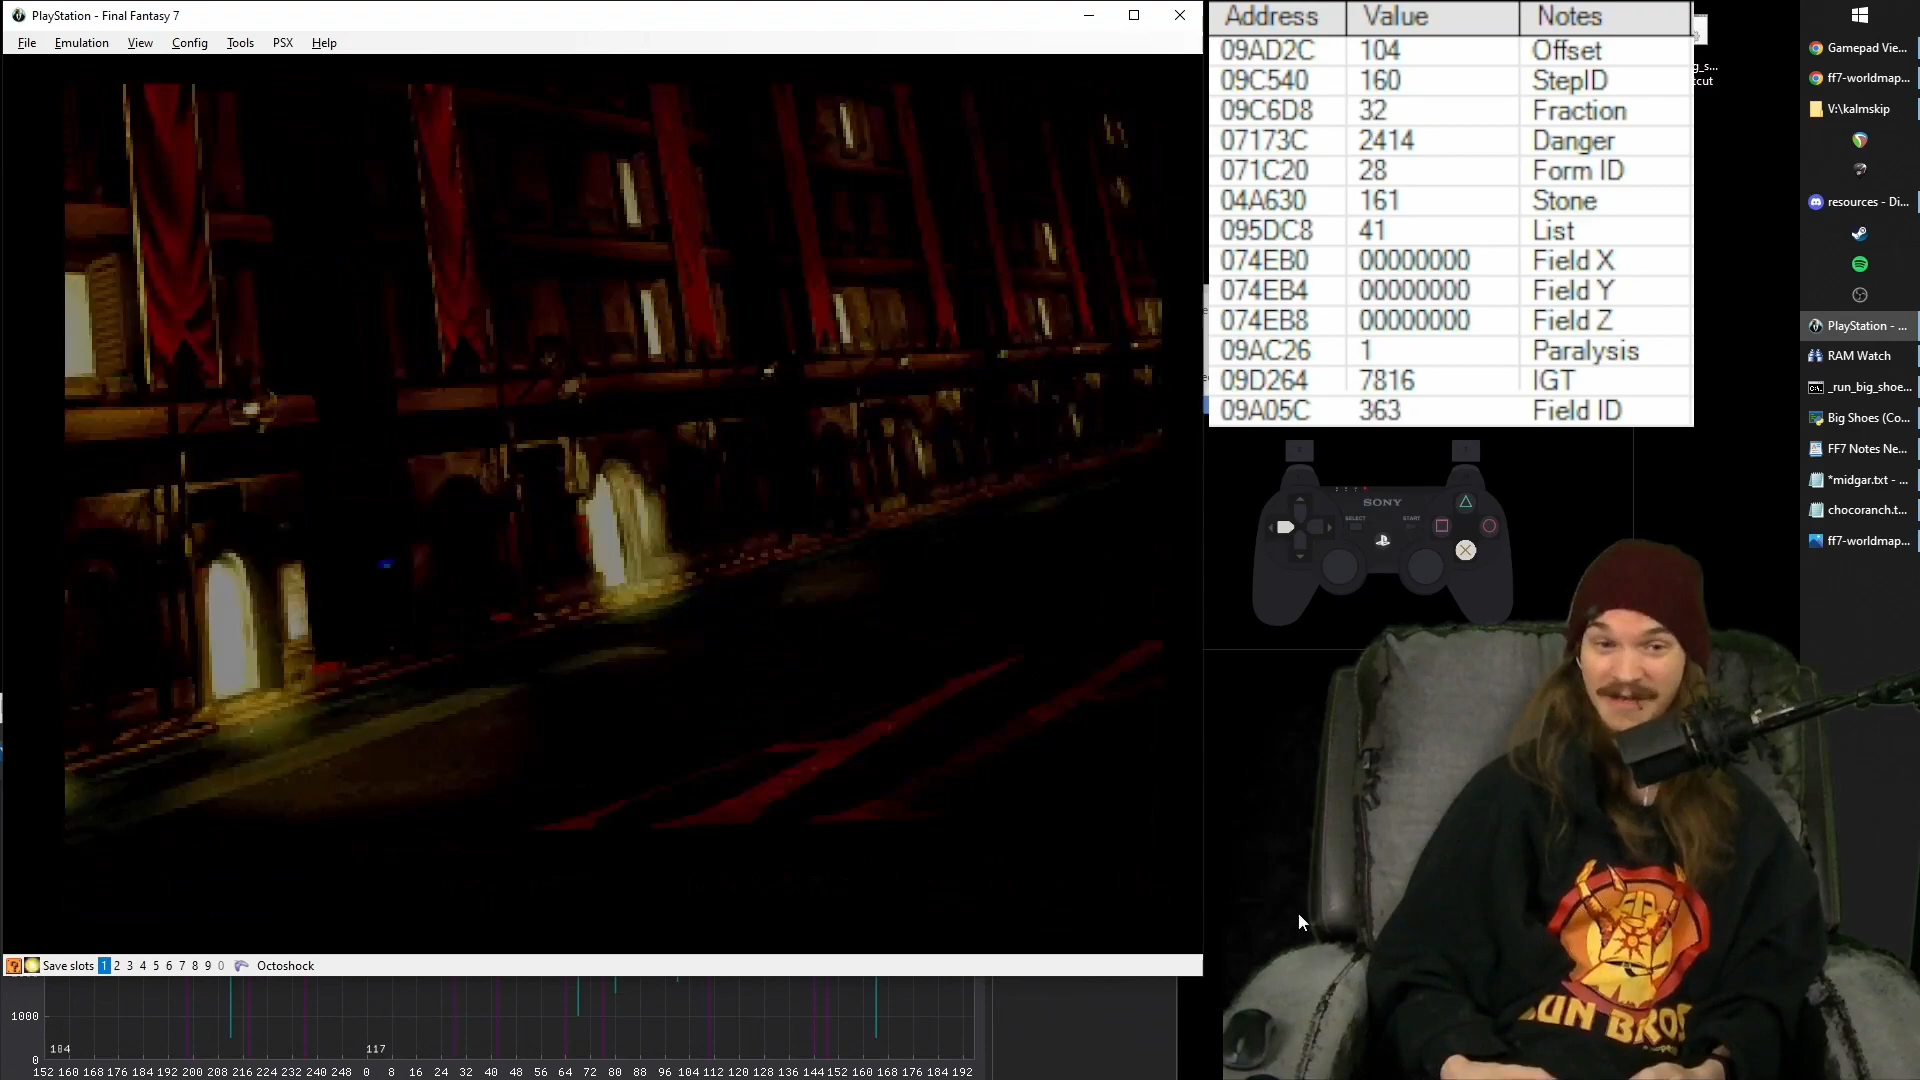 PlayStation - Final Fantasy 7
File Emulation View Config Tools PSX Help
Address Value Notes
09AD2C 104 Offset
09C540 160 StepID
09C6D8 32 Fraction
07173C 2414 Danger
071C20 28 Form ID
04A630 161 Stone
095DC8 41 List
074EB0 00000000 Field X
074EB4 00000000 Field Y
074EB8 00000000 Field Z
09AC26 1 Paralysis
09D264 7816 IGT
09A05C 363 Field ID
g_s...
cut
Gamepad Vie...
ff7-worldmap...
V:\kalmskip
resources - Di...
PlayStation - ...
RAM Watch
_run_big_shoe...
Big Shoes (Co...
FF7 Notes Ne...
*midgar.txt - ...
chocoranch.t...
ff7-worldmap...
SONY
SELECT START
SUN BROS
Save slots 1 2 3 4 5 6 7 8 9 0 Octoshock
1000
0
104 117
152 160 168 176 184 192 200 208 216 224 232 240 248 0 8 16 24 32 40 48 56 64 72 80 88 96 104 112 120 128 136 144 152 160 168 176 184 192